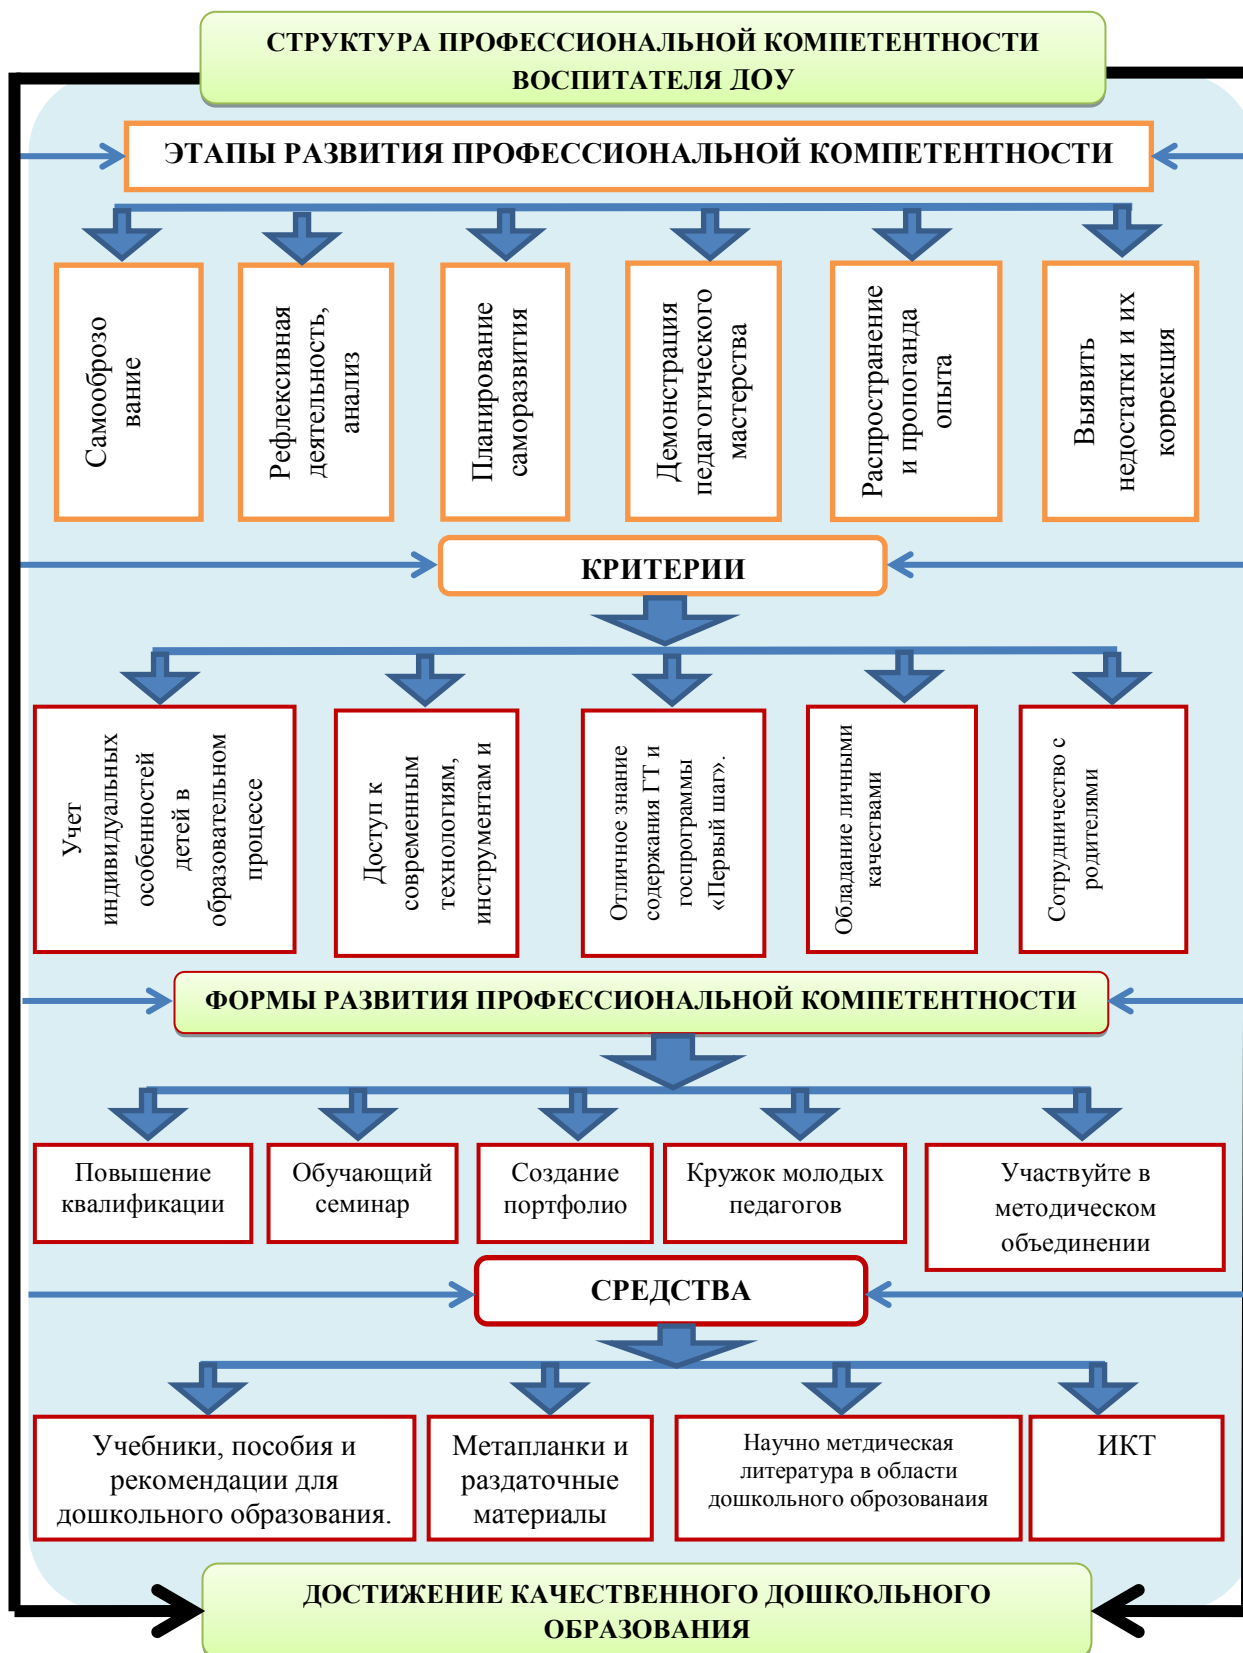 СТРУКТУРА ПРОФЕССИОНАЛЬНОЙ КОМПЕТЕНТНОСТИ
ВОСПИТАТЕЛЯ ДОУ
ЭТАПЫ РАЗВИТИЯ ПРОФЕССИОНАЛЬНОЙ КОМПЕТЕНТНОСТИ
Самооброзо
вание
Рефлексивная
деятельность,
анализ
Планирование
саморазвития
Демонстрация
педагогического
мастерства
Распространение
и пропоганда
опыта
Выявить
недостатки и их
коррекция
КРИТЕРИИ
Учет
индивидуальных
особенностей
детей в
образовательном
процессе
Доступ к
современным
технологиям,
инструментам и
Отличное знание
содержания ГТ и
госпрограммы
«Первый шаг».
Обладание личными
качествами
Сотрудничество с
родителями
ФОРМЫ РАЗВИТИЯ ПРОФЕССИОНАЛЬНОЙ КОМПЕТЕНТНОСТИ
Повышение
квалификации
Обучающий
семинар
Создание
портфолио
Кружок молодых
педагогов
Участвуйте в
методическом
объединении
СРЕДСТВА
Учебники, пособия и
рекомендации для
дошкольного образования.
Метапланки и
раздаточные
материалы
Научно метдическая
литература в области
дошкольного оброзованаия
ИКТ
ДОСТИЖЕНИЕ КАЧЕСТВЕННОГО ДОШКОЛЬНОГО
ОБРАЗОВАНИЯ